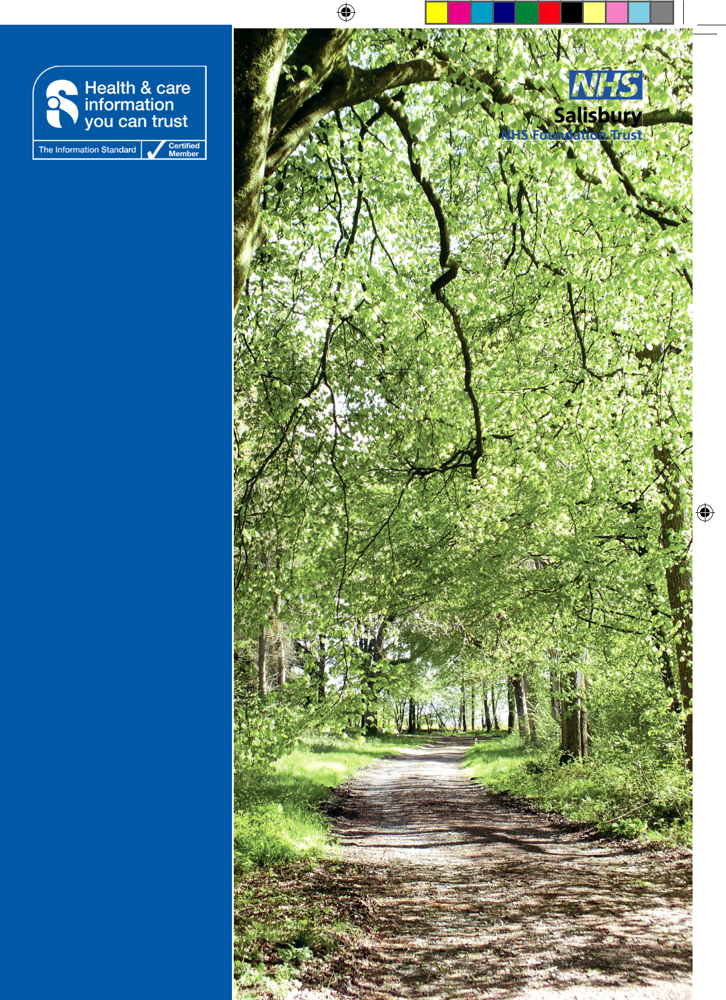 Health & care
information
you can trust
The Information Standard
Certified
Member
NHS
Salisbury
NHS Foundation Trust